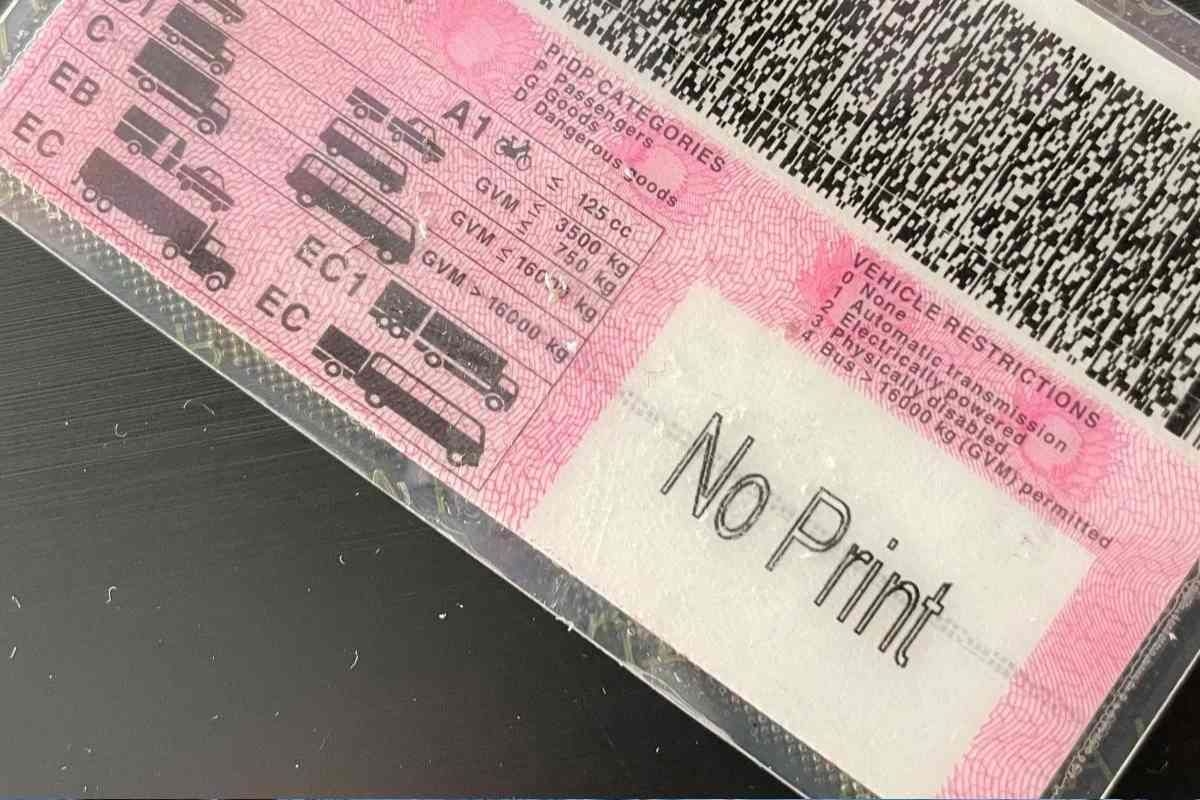 C
EB
EC
A1 ≤ 125 cc
GVM ≤ 3500 kg
≤ 750 kg
GVM ≤ 16000 kg
GVM > 16000 kg
EC1
EC
PrDP CATEGORIES
P Passengers
G Goods
D Dangerous goods
VEHICLE RESTRICTIONS
0 None
1 Automatic transmission
2 Electrically powered
3 Physically disabled
4 Bus > 16000 kg (GVM) permitted
No Print